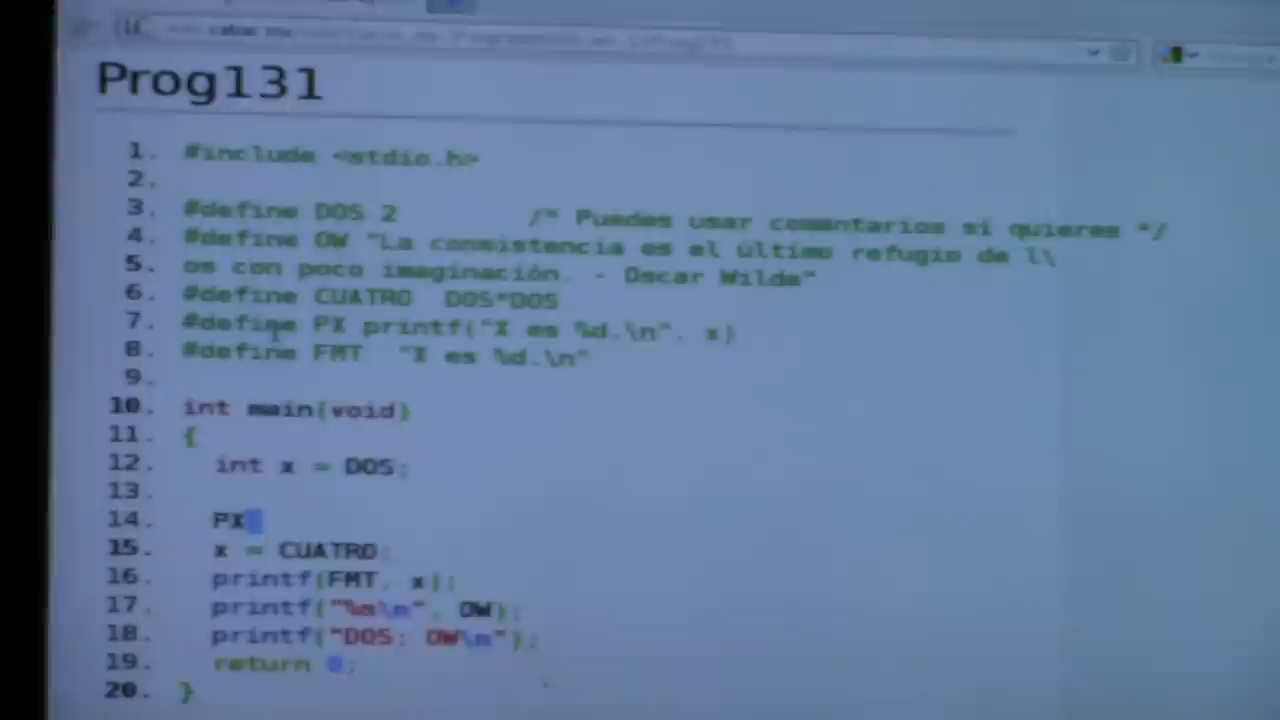 Prog131
1. #include <stdio.h>
2.
3. #define DOS 2 /* Puedes usar comentarios si quieres */
4. #define OW "La consistencia es el último refugio de l\
5. os con poco imaginación. - Oscar Wilde"
6. #define CUATRO DOS*DOS
7. #define PX printf("X es %d.\n", x)
8. #define FMT "X es %d.\n"
9.
10. int main(void)
11. {
12. int x = DOS;
13.
14. PX
15. x = CUATRO;
16. printf(FMT, x);
17. printf("%s\n", OW);
18. printf("DOS: OW\n");
19. return 0;
20. }